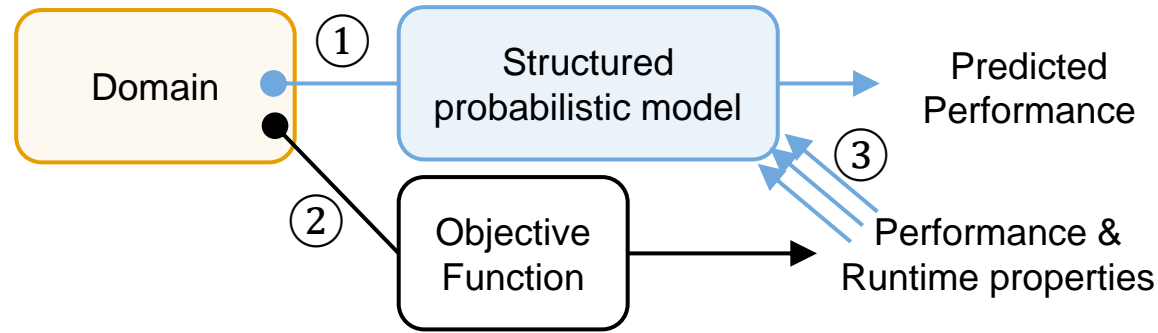 Domain
①
Structured
probabilistic model
Predicted
Performance
②
Objective
Function
③
Performance &
Runtime properties